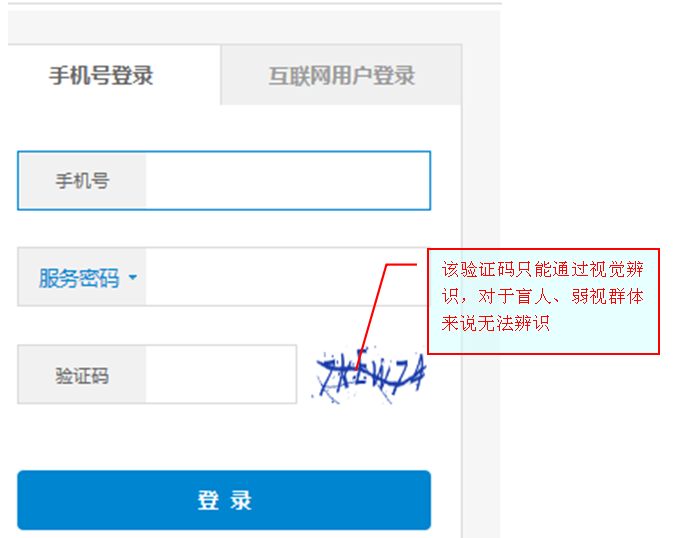 手机号登录
互联网用户登录
手机号
服务密码
该验证码只能通过视觉辨
识，对于盲人、弱视群体
来说无法辨识
验证码
登 录